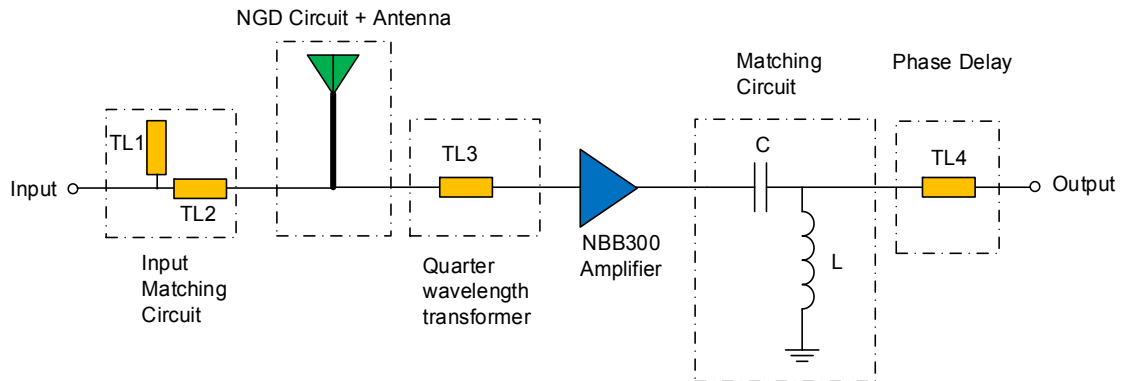 NGD Circuit + Antenna
Matching
Circuit
Phase Delay
TL1
TL3
C
TL4
Input
Output
TL2
NBB300
Amplifier
L
Input
Matching
Circuit
Quarter
wavelength
transformer